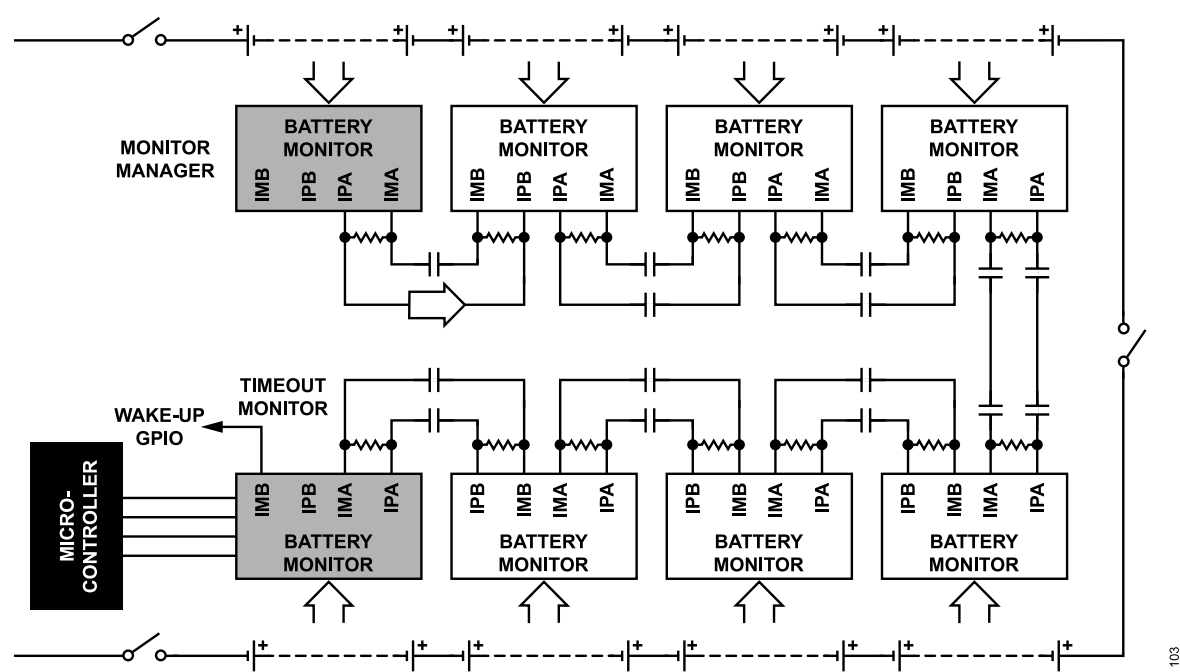 + + + + + + + +
BATTERY MONITOR
BATTERY MONITOR
BATTERY MONITOR
BATTERY MONITOR
MONITOR
MANAGER
IMB IPB IPA IMA
IMB IPB IPA IMA
IMB IPB IPA IMA
IMB IPB IMA IPA
TIMEOUT
MONITOR
WAKE-UP
GPIO
MICRO-
CONTROLLER
IMB IPB IMA IPA
IPB IMB IMA IPA
IPB IMB IMA IPA
IPB IMB IMA IPA
BATTERY
MONITOR
BATTERY
MONITOR
BATTERY
MONITOR
BATTERY
MONITOR
+ + + + + + + +
103